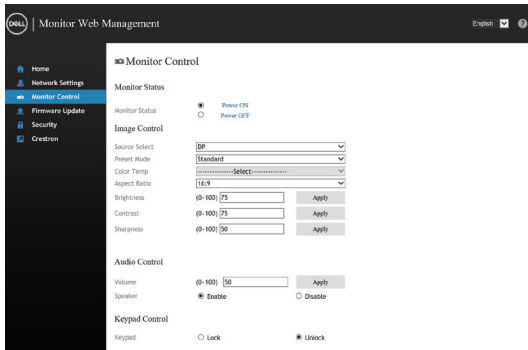 DELL | Monitor Web Management
English
?
Home
Network Settings
Monitor Control
Firmware Update
Security
Crestron
Monitor Control
Monitor Status
Monitor Status Power ON
Power OFF
Image Control
Source Select DP
Preset Mode Standard
Color Temp ---------------Select---------------
Aspect Ratio 16:9
Brightness (0-100) 75 Apply
Contrast (0-100) 75 Apply
Sharpness (0-100) 50 Apply
Audio Control
Volume (0-100) 50 Apply
Speaker Enable Disable
Keypad Control
Keypad Lock Unlock